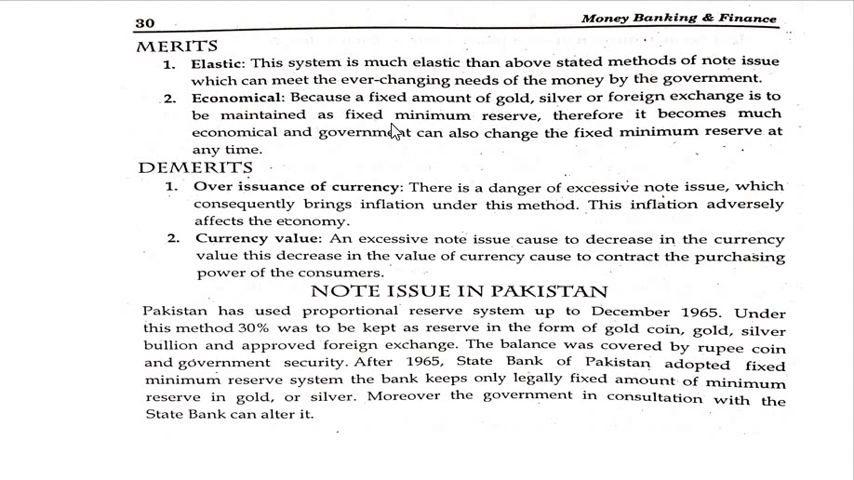 30
Money Banking & Finance
MERITS
1. Elastic: This system is much elastic than above stated methods of note issue
which can meet the ever-changing needs of the money by the government.
2. Economical: Because a fixed amount of gold, silver or foreign exchange is to
be maintained as fixed minimum reserve, therefore it becomes much
economical and government can also change the fixed minimum reserve at
any time.
DEMERITS
1. Over issuance of currency: There is a danger of excessive note issue, which
consequently brings inflation under this method. This inflation adversely
affects the economy.
2. Currency value: An excessive note issue cause to decrease in the currency
value this decrease in the value of currency cause to contract the purchasing
power of the consumers.
NOTE ISSUE IN PAKISTAN
Pakistan has used proportional reserve system up to December 1965. Under
this method 30% was to be kept as reserve in the form of gold coin, gold, silver
bullion and approved foreign exchange. The balance was covered by rupee coin
and government security. After 1965, State Bank of Pakistan adopted fixed
minimum reserve system the bank keeps only legally fixed amount of minimum
reserve in gold, or silver. Moreover the government in consultation with the
State Bank can alter it.